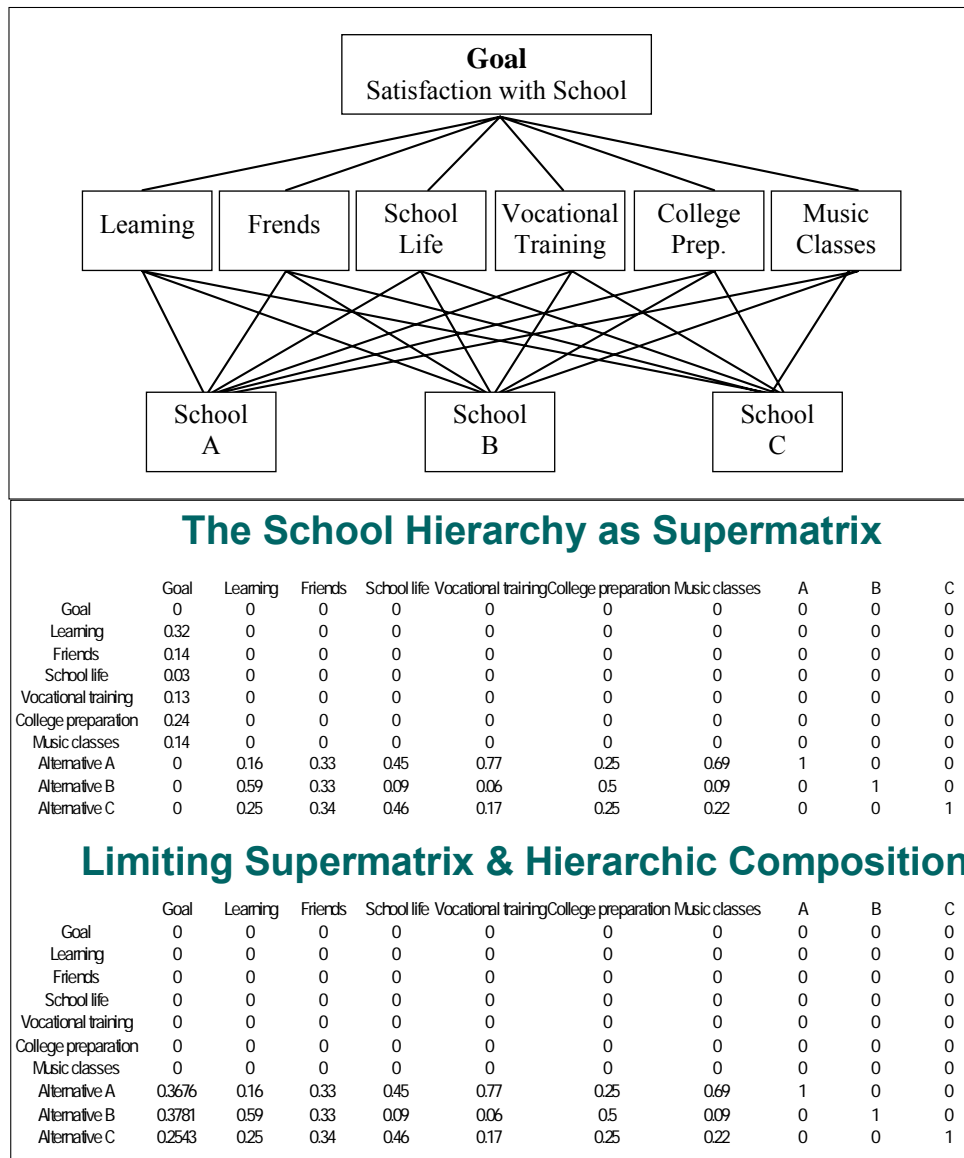 Goal
Satisfaction with School
Learning
Frends
School
Life
Vocational
Training
College
Prep.
Music
Classes
School
A
School
B
School
C
The School Hierarchy as Supermatrix
Goal Learning Friends School life Vocational training College preparation Music classes A B C
Goal 0 0 0 0 0 0 0 0 0 0
Learning 0.32 0 0 0 0 0 0 0 0 0
Friends 0.14 0 0 0 0 0 0 0 0 0
School life 0.03 0 0 0 0 0 0 0 0 0
Vocational training 0.13 0 0 0 0 0 0 0 0 0
College preparation 0.24 0 0 0 0 0 0 0 0 0
Music classes 0.14 0 0 0 0 0 0 0 0 0
Alternative A 0 0.16 0.33 0.45 0.77 0.25 0.69 1 0 0
Alternative B 0 0.59 0.33 0.09 0.06 0.5 0.09 0 1 0
Alternative C 0 0.25 0.34 0.46 0.17 0.25 0.22 0 0 1
Limiting Supermatrix & Hierarchic Composition
Goal Learning Friends School life Vocational training College preparation Music classes A B C
Goal 0 0 0 0 0 0 0 0 0 0
Learning 0 0 0 0 0 0 0 0 0 0
Friends 0 0 0 0 0 0 0 0 0 0
School life 0 0 0 0 0 0 0 0 0 0
Vocational training 0 0 0 0 0 0 0 0 0 0
College preparation 0 0 0 0 0 0 0 0 0 0
Music classes 0 0 0 0 0 0 0 0 0 0
Alternative A 0.3676 0.16 0.33 0.45 0.77 0.25 0.69 1 0 0
Alternative B 0.3781 0.59 0.33 0.09 0.06 0.5 0.09 0 1 0
Alternative C 0.2543 0.25 0.34 0.46 0.17 0.25 0.22 0 0 1